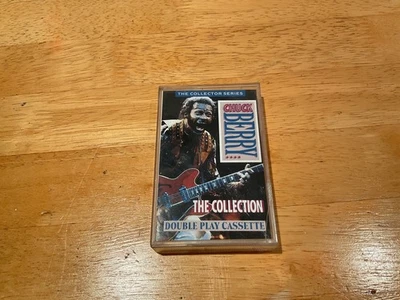 THE COLLECTOR SERIES
CHUCK
BERRY
THE COLLECTION
DOUBLE PLAY CASSETTE